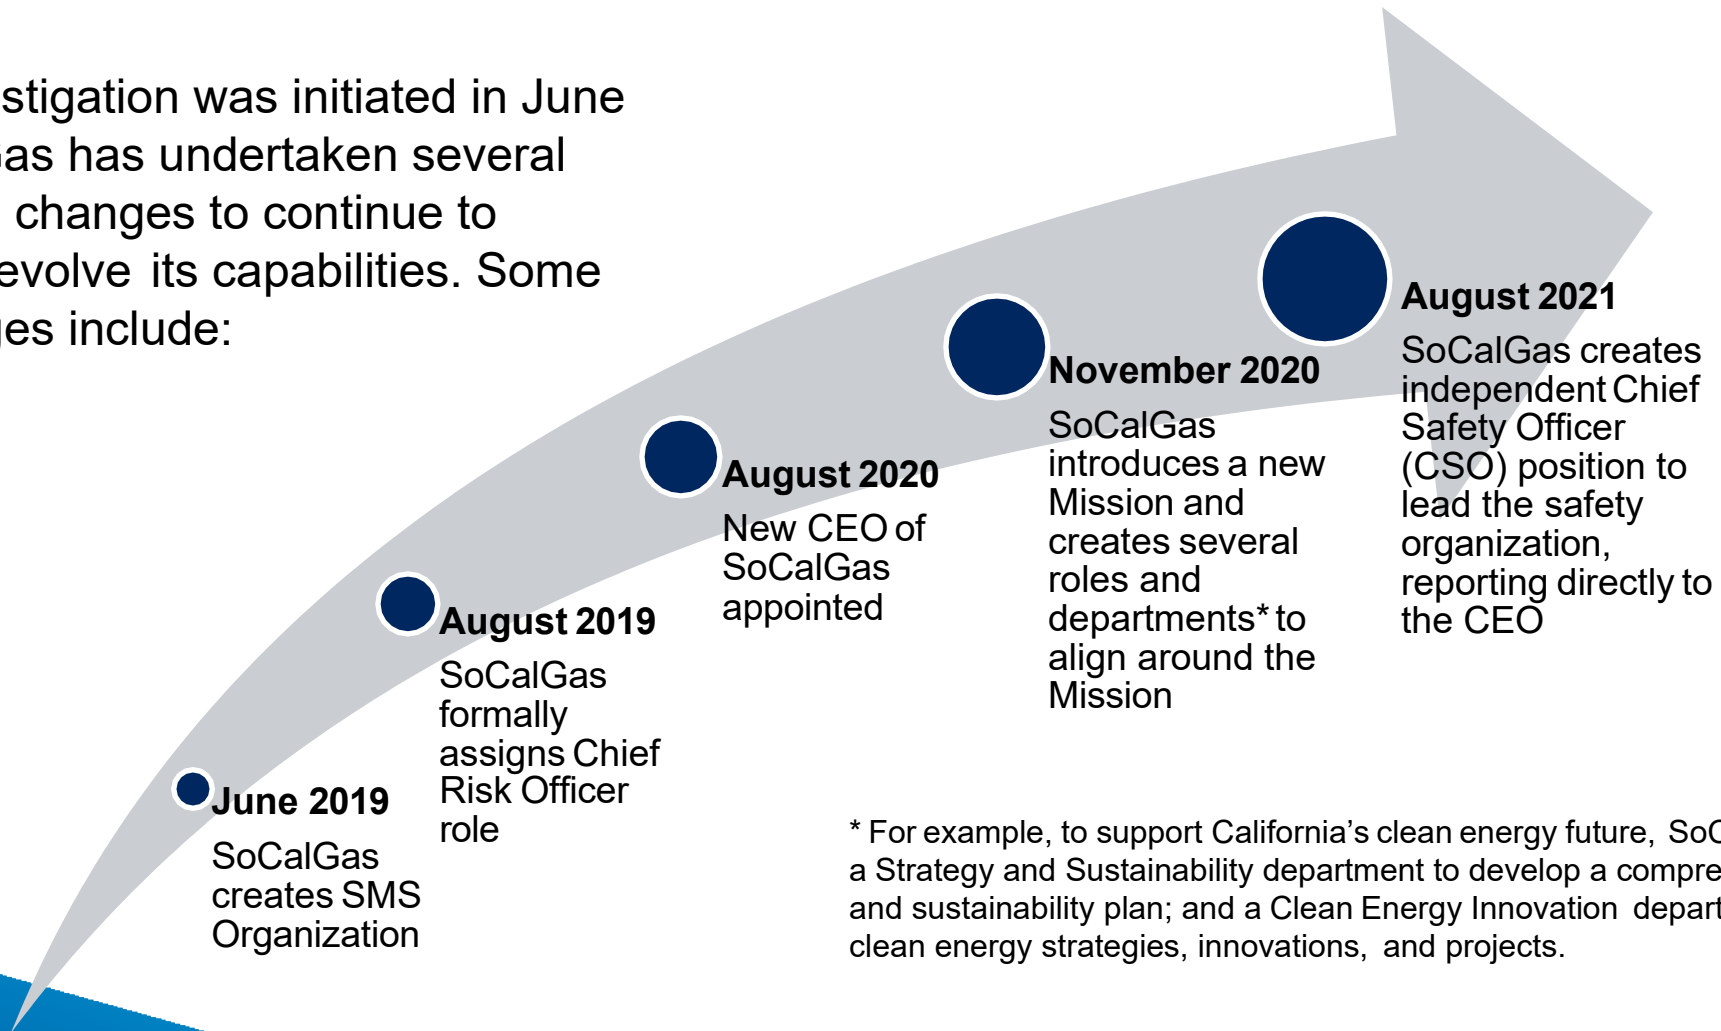 stigation was initiated in June
as has undertaken several
changes to continue to
evolve its capabilities. Some
ges include:
June 2019
SoCalGas
creates SMS
Organization
August 2019
SoCalGas
formally
assigns Chief
Risk Officer
role
August 2020
New CEO of
SoCalGas
appointed
November 2020
SoCalGas
introduces a new
Mission and
creates several
roles and
departments* to
align around the
Mission
August 2021
SoCalGas creates
independent Chief
Safety Officer
(CSO) position to
lead the safety
organization,
reporting directly to
the CEO
* For example, to support California's clean energy future, SoC
a Strategy and Sustainability department to develop a compre
and sustainability plan; and a Clean Energy Innovation depart
clean energy strategies, innovations, and projects.